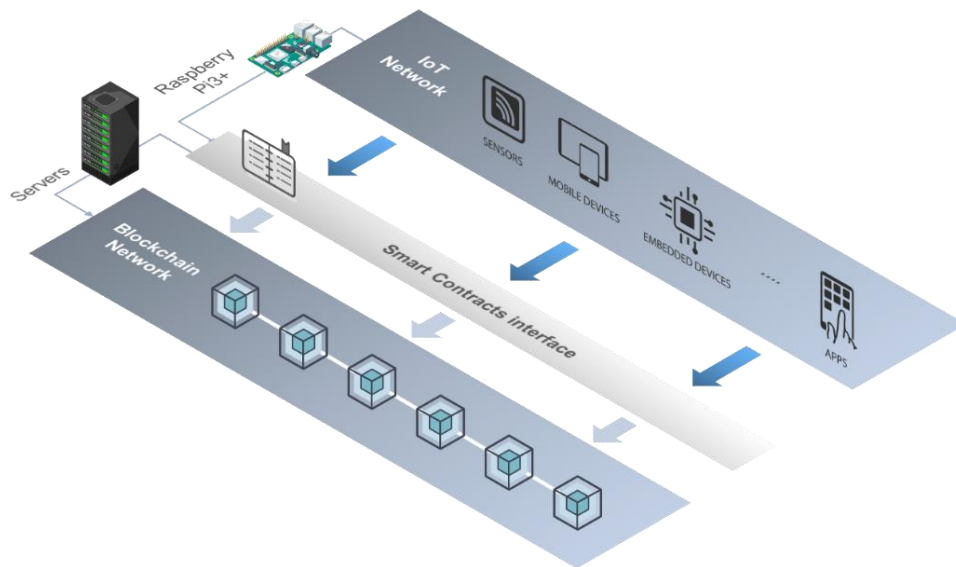 Raspberry
Pi3+
IoT
Network
SENSORS
MOBILE DEVICES
EMBEDDED DEVICES
....
APPS
Servers
Smart Contracts interface
Blockchain
Network